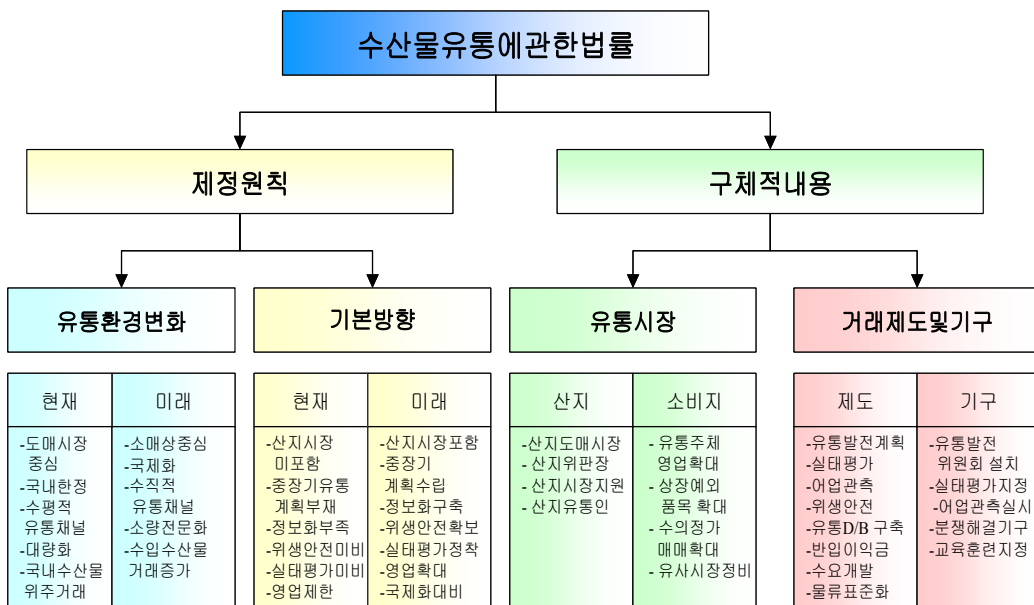 수산물유통에관한법률
제정원칙
구체적내용
유통환경변화
기본방향
유통시장
거래제도및기구
현재
-도매시장
중심
-국내한정
-수평적
유통채널
-대량화
-국내수산물
위주거래
미래
-소매상중심
-국제화
-수직적
유통채널
-소량전문화
-수입수산물
거래증가
현재
-산지시장
미포함
-중장기유통
계획부재
-정보화부족
-위생안전미비
-실태평가미비
-영업제한
미래
-산지시장포함
-중장기
계획수립
-정보화구축
-위생안전확보
-실태평가정착
-영업확대
-국제화대비
산지
-산지도매시장
- 산지위판장
- 산지시장지원
- 산지유통인
소비지
- 유통주체
영업확대
- 상장예외
품목 확대
- 수의정가
매매확대
- 유사시장정비
제도
-유통발전계획
-실태평가
-어업관측
-위생안전
-유통D/B 구축
-반입이익금
-수요개발
-물류표준화
기구
-유통발전
위원회 설치
-실태평가지정
-어업관측실시
-분쟁해결기구
-교육훈련지정